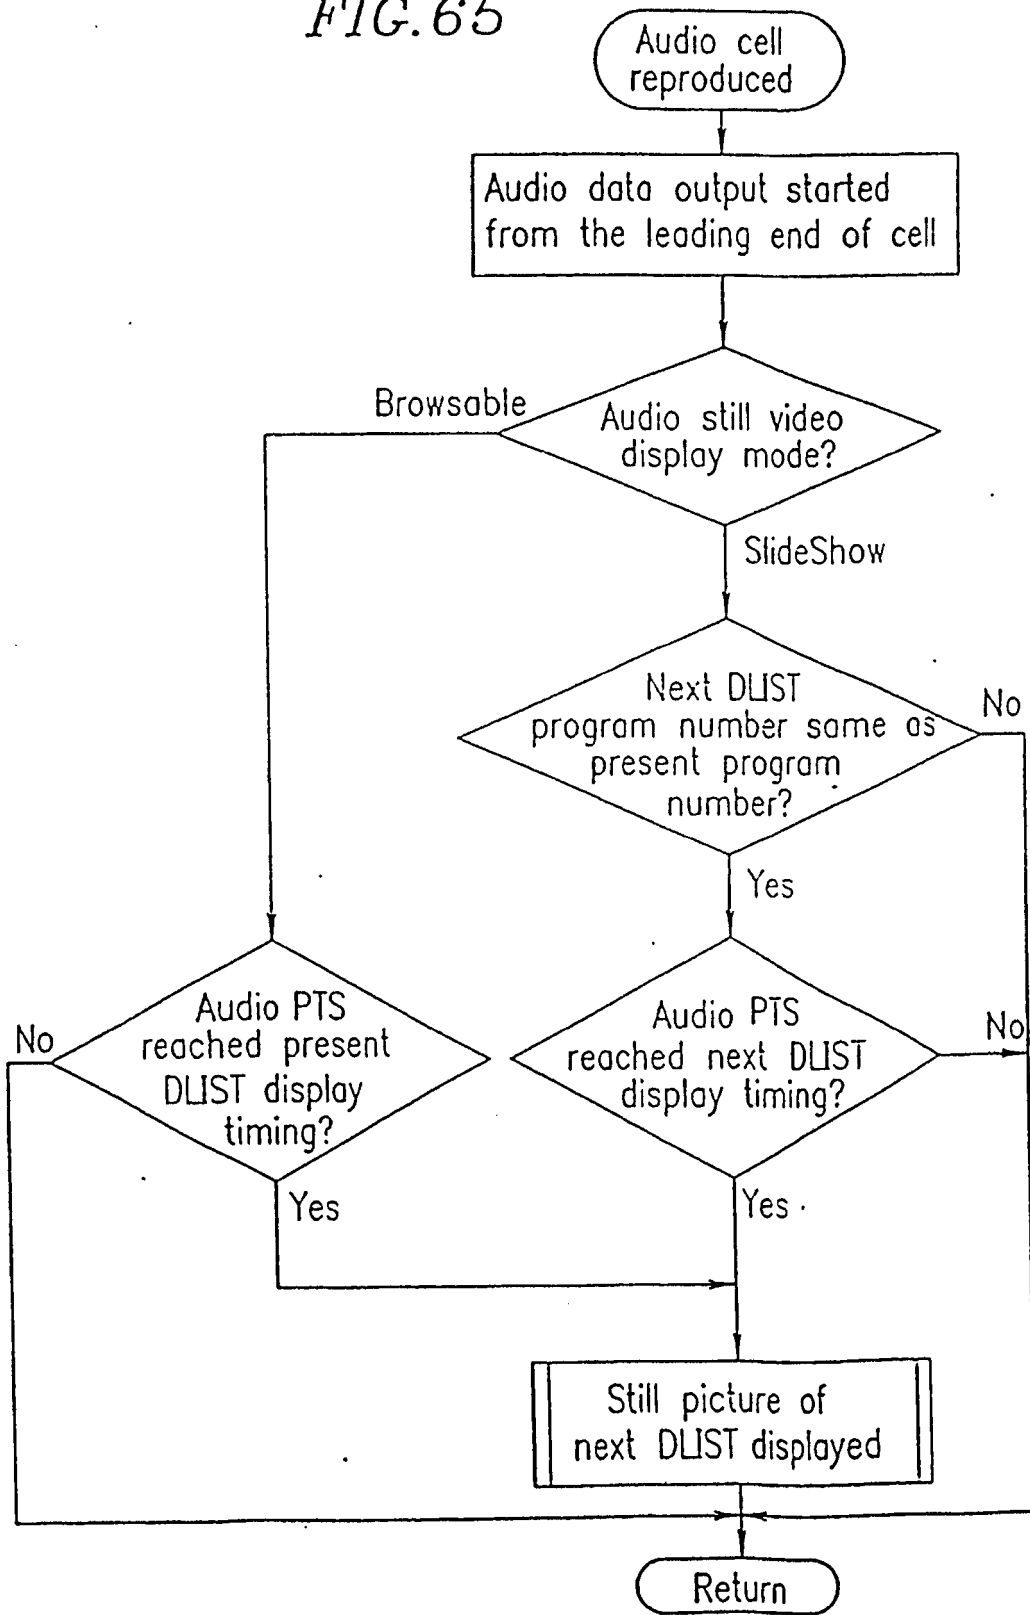 FIG. 65
Audio cell
reproduced
Audio data output started
from the leading end of cell
Browsable
Audio still video
display mode?
SlideShow
Next DLIST
program number same as
present program
number?
No
Yes
Audio PTS
reached present
DLIST display
timing?
No
Yes
Audio PTS
reached next DLIST
display timing?
No
Yes
Still picture of
next DLIST displayed
Return